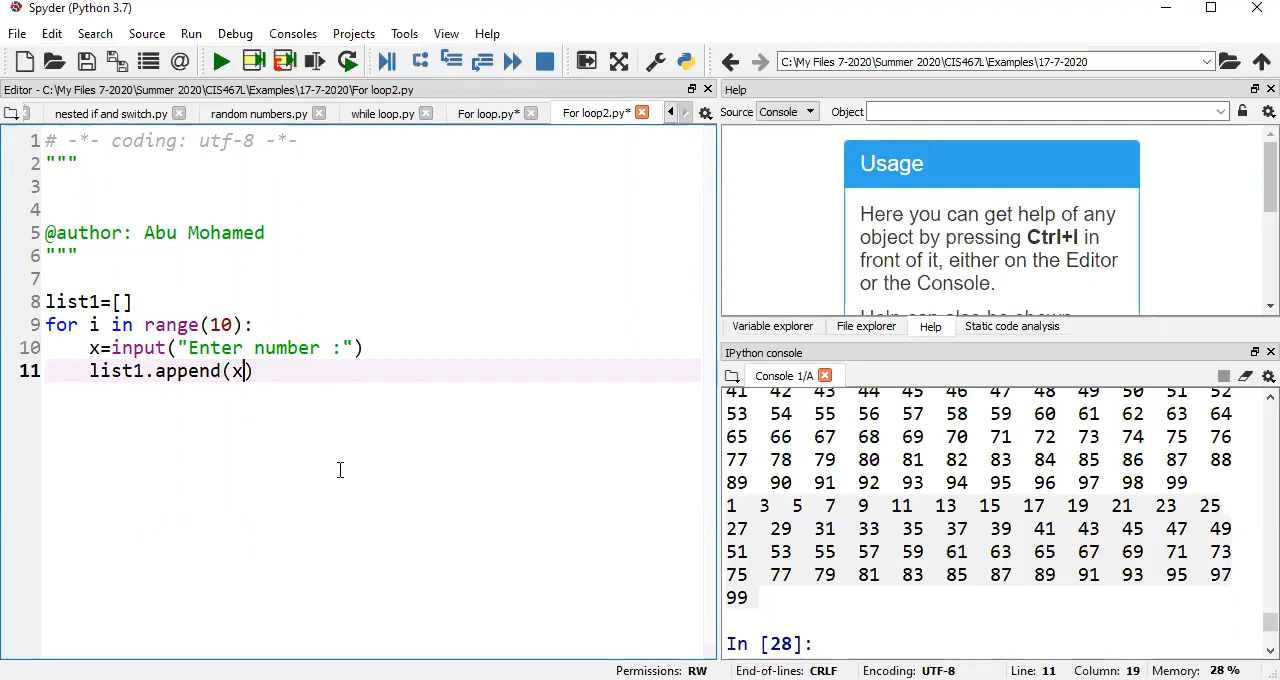 Spyder (Python 3.7)
File Edit Search Source Run Debug Consoles Projects Tools View Help
C:\My Files 7-2020\Summer 2020\CIS467L\Examples\17-7-2020
Editor - C:\My Files 7-2020\Summer 2020\CIS467L\Examples\17-7-2020\For loop2.py
nested if and switch.py random numbers.py while loop.py For loop.py* For loop2.py*
1 # -*- coding: utf-8 -*-
2 """
3
4
5 @author: Abu Mohamed
6 """
7
8 list1=[]
9 for i in range(10):
10 x=input("Enter number :")
11 list1.append(x)
Help
Source Console Object
Usage
Here you can get help of any
object by pressing Ctrl+I in
front of it, either on the Editor
or the Console.
Help can also be shown
Variable explorer File explorer Help Static code analysis
IPython console
Console 1/A
41 42 43 44 45 46 47 48 49 50 51 52
53 54 55 56 57 58 59 60 61 62 63 64
65 66 67 68 69 70 71 72 73 74 75 76
77 78 79 80 81 82 83 84 85 86 87 88
89 90 91 92 93 94 95 96 97 98 99
1 3 5 7 9 11 13 15 17 19 21 23 25
27 29 31 33 35 37 39 41 43 45 47 49
51 53 55 57 59 61 63 65 67 69 71 73
75 77 79 81 83 85 87 89 91 93 95 97
99
In [28]:
Permissions: RW End-of-lines: CRLF Encoding: UTF-8 Line: 11 Column: 19 Memory: 28 %